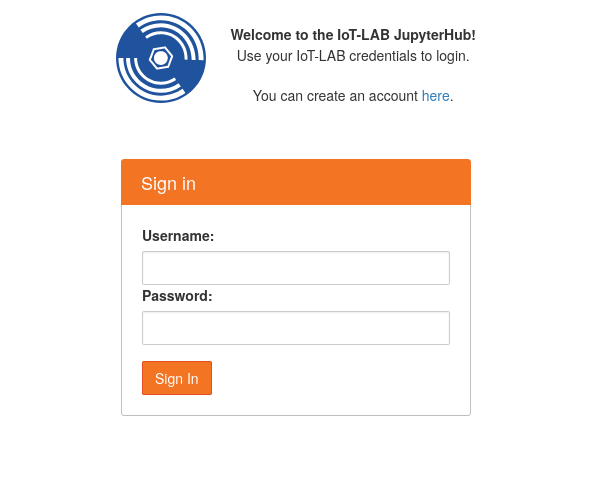 Welcome to the IoT-LAB JupyterHub!
Use your IoT-LAB credentials to login.
You can create an account here.
Sign in
Username:
Password:
Sign In